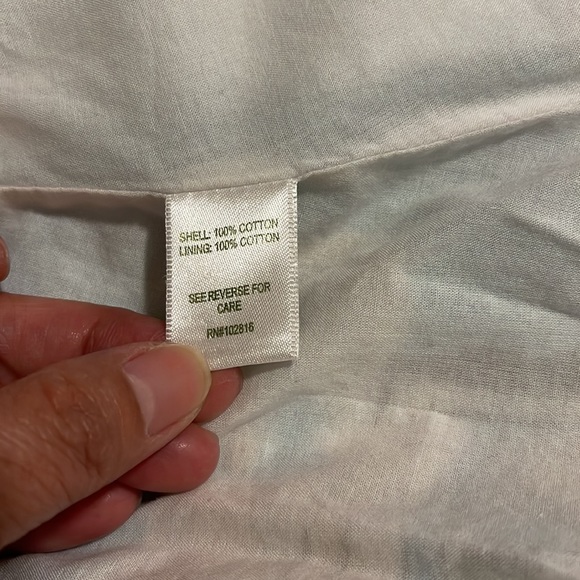 SHELL: 100% COTTON
LINING: 100% COTTON
SEE REVERSE FOR
CARE
RN#102816